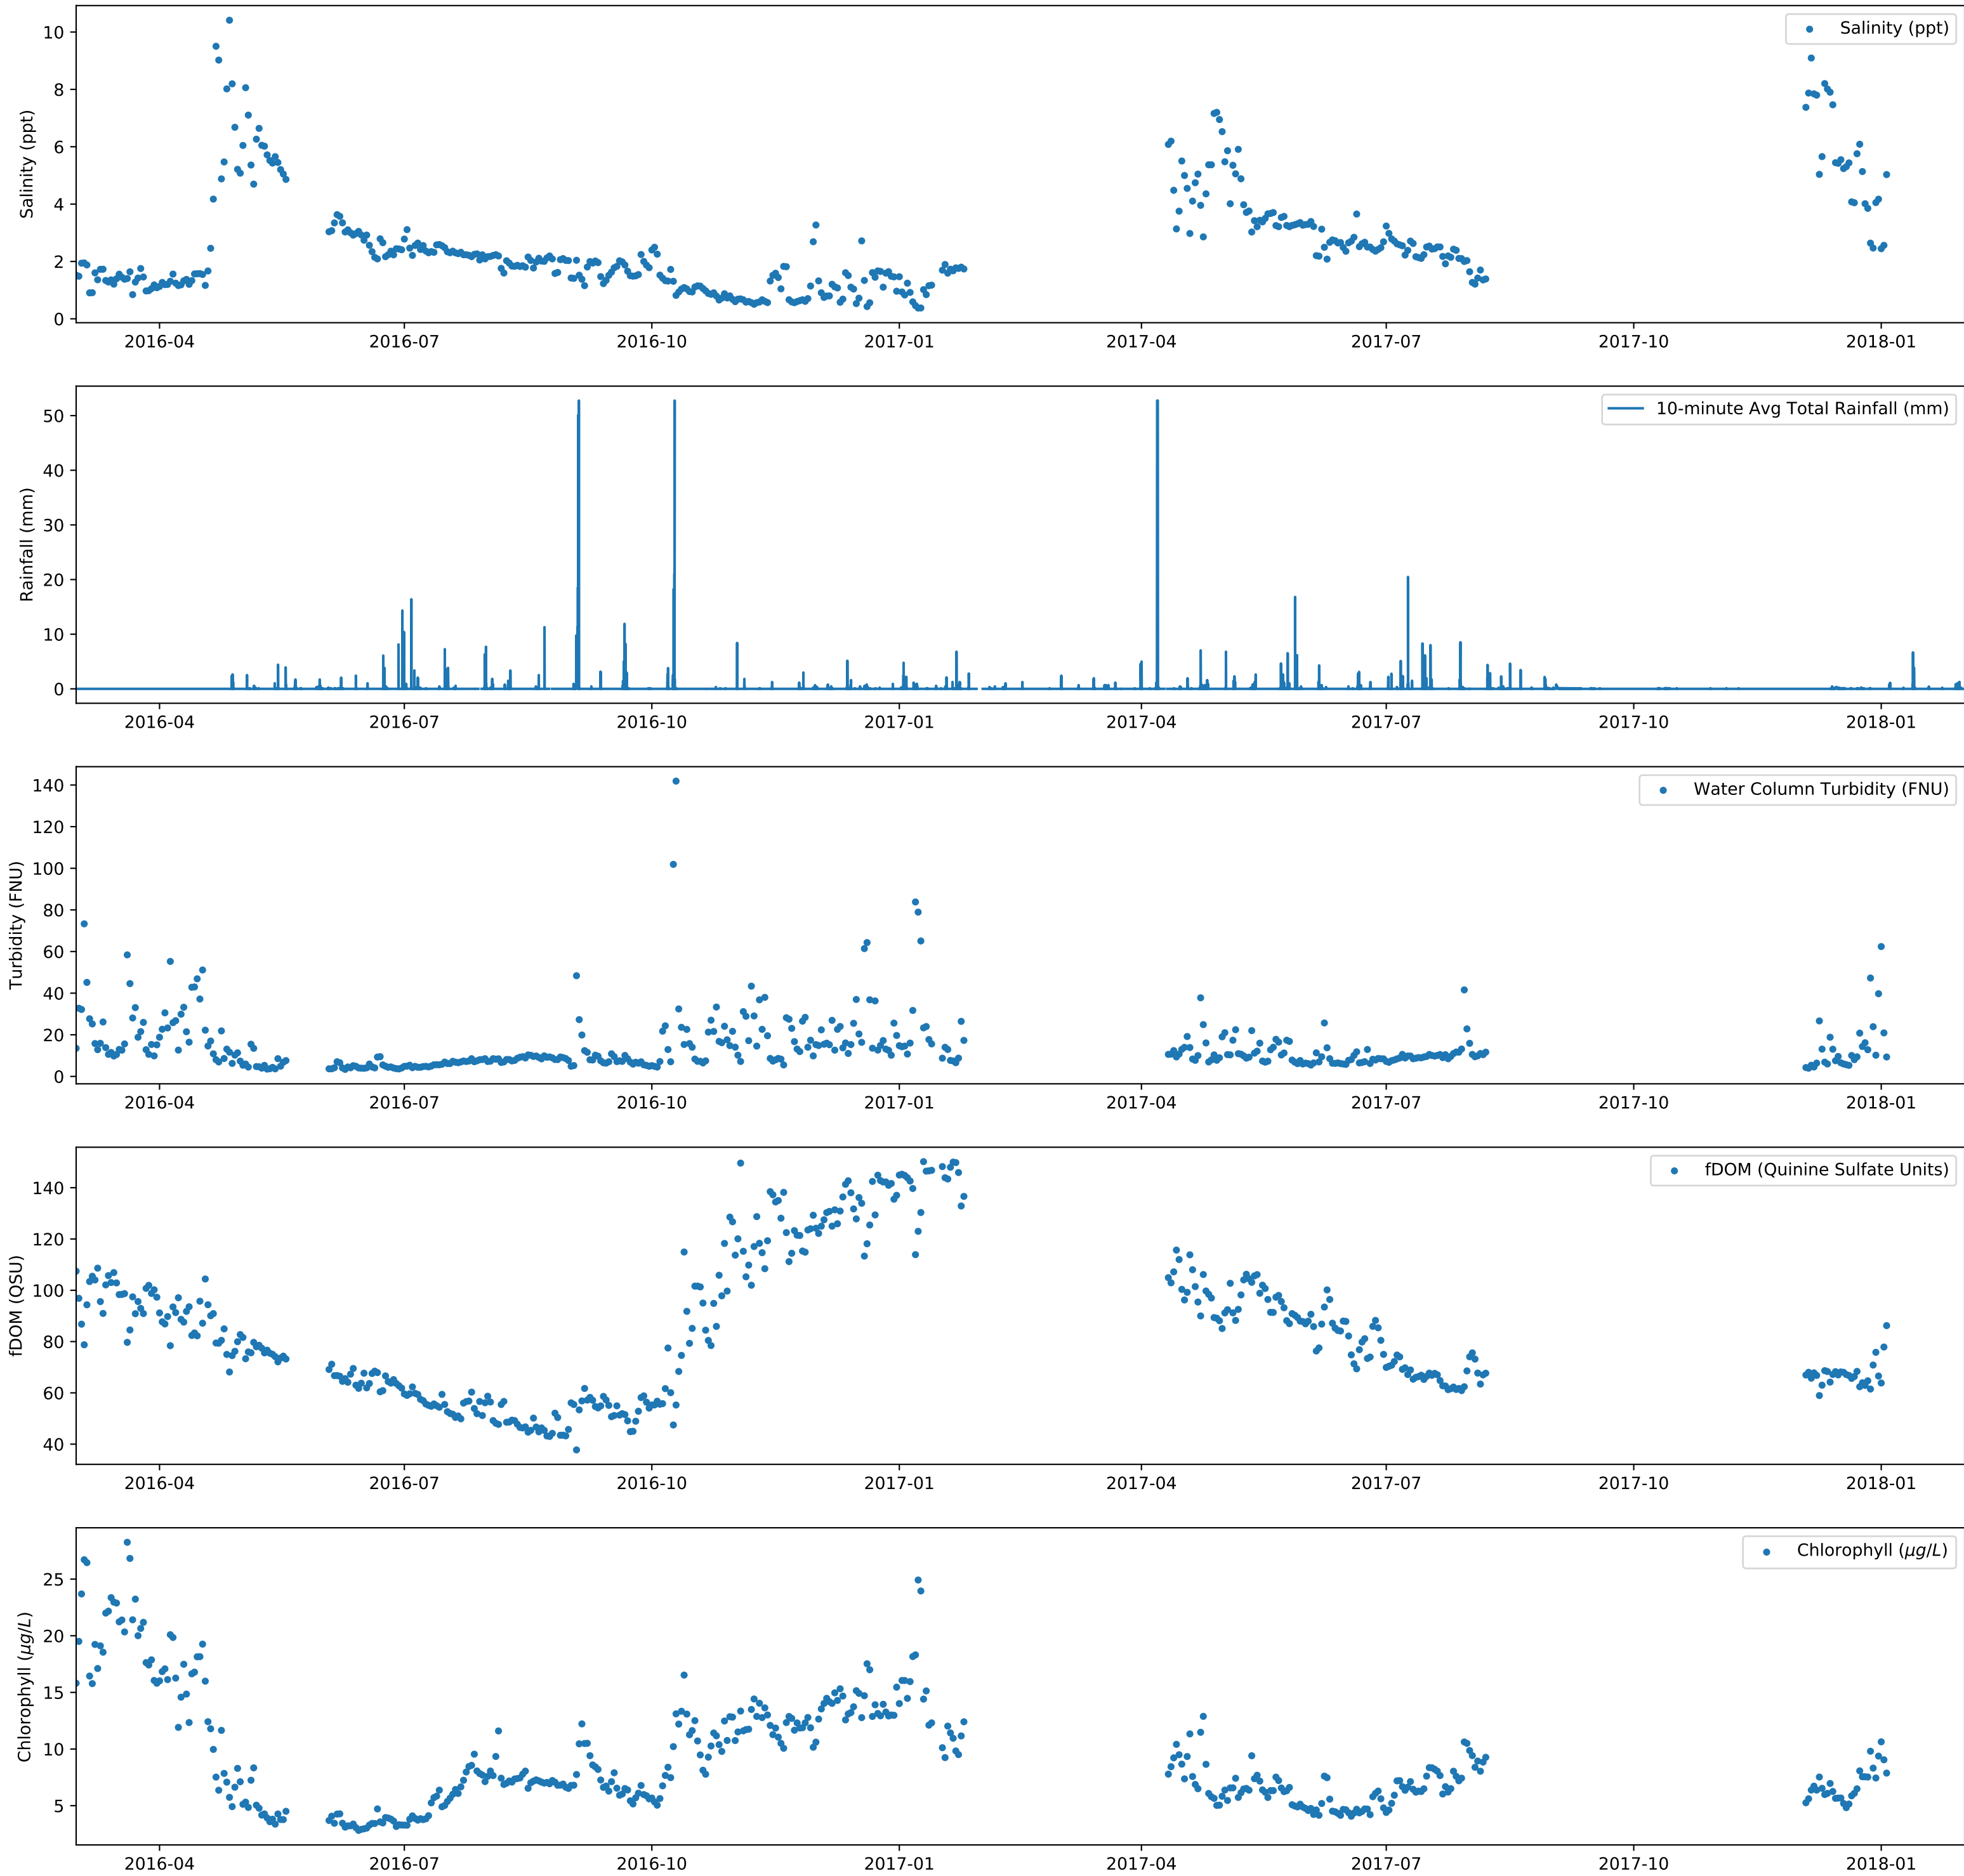 Salinity (ppt)
Salinity (ppt)
10
8
6
4
2
0
2016-04 2016-07 2016-10 2017-01 2017-04 2017-07 2017-10 2018-01
10-minute Avg Total Rainfall (mm)
Rainfall (mm)
50
40
30
20
10
0
2016-04 2016-07 2016-10 2017-01 2017-04 2017-07 2017-10 2018-01
Water Column Turbidity (FNU)
Turbidity (FNU)
140
120
100
80
60
40
20
0
2016-04 2016-07 2016-10 2017-01 2017-04 2017-07 2017-10 2018-01
fDOM (Quinine Sulfate Units)
fDOM (QSU)
140
120
100
80
60
40
2016-04 2016-07 2016-10 2017-01 2017-04 2017-07 2017-10 2018-01
Chlorophyll (μg/L)
Chlorophyll (μg/L)
25
20
15
10
5
2016-04 2016-07 2016-10 2017-01 2017-04 2017-07 2017-10 2018-01